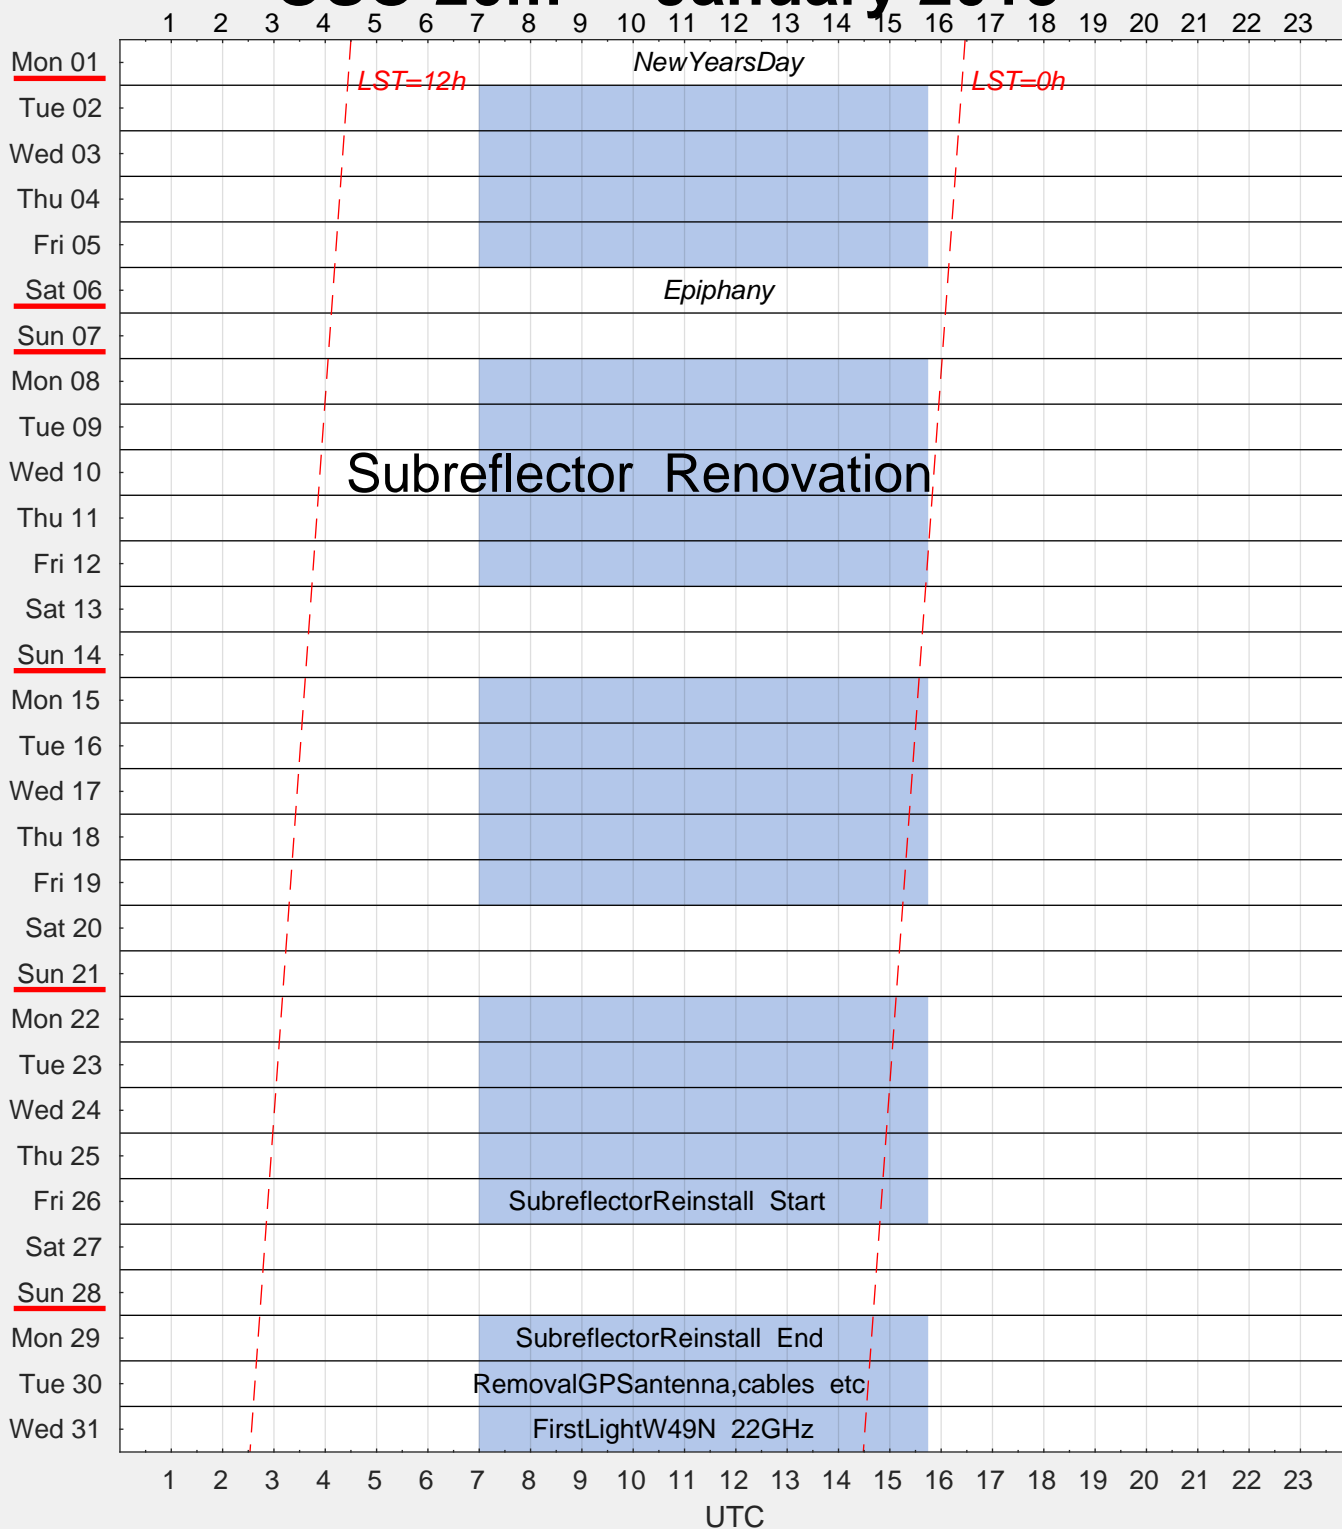 January
1 2 3 4 5 6 7 8 9 10 11 12 13 14 15 16 17 18 19 20 21 22 23
Mon 01 NewYearsDay
LST=12h LST=0h
Tue 02
Wed 03
Thu 04
Fri 05
Sat 06 Epiphany
Sun 07
Mon 08
Tue 09
Wed 10 Subreflector Renovation
Thu 11
Fri 12
Sat 13
Sun 14
Mon 15
Tue 16
Wed 17
Thu 18
Fri 19
Sat 20
Sun 21
Mon 22
Tue 23
Wed 24
Thu 25
Fri 26 SubreflectorReinstall Start
Sat 27
Sun 28
Mon 29 SubreflectorReinstall End
Tue 30 RemovalGPSantenna,cables etc
Wed 31 FirstLightW49N 22GHz
1 2 3 4 5 6 7 8 9 10 11 12 13 14 15 16 17 18 19 20 21 22 23
UTC